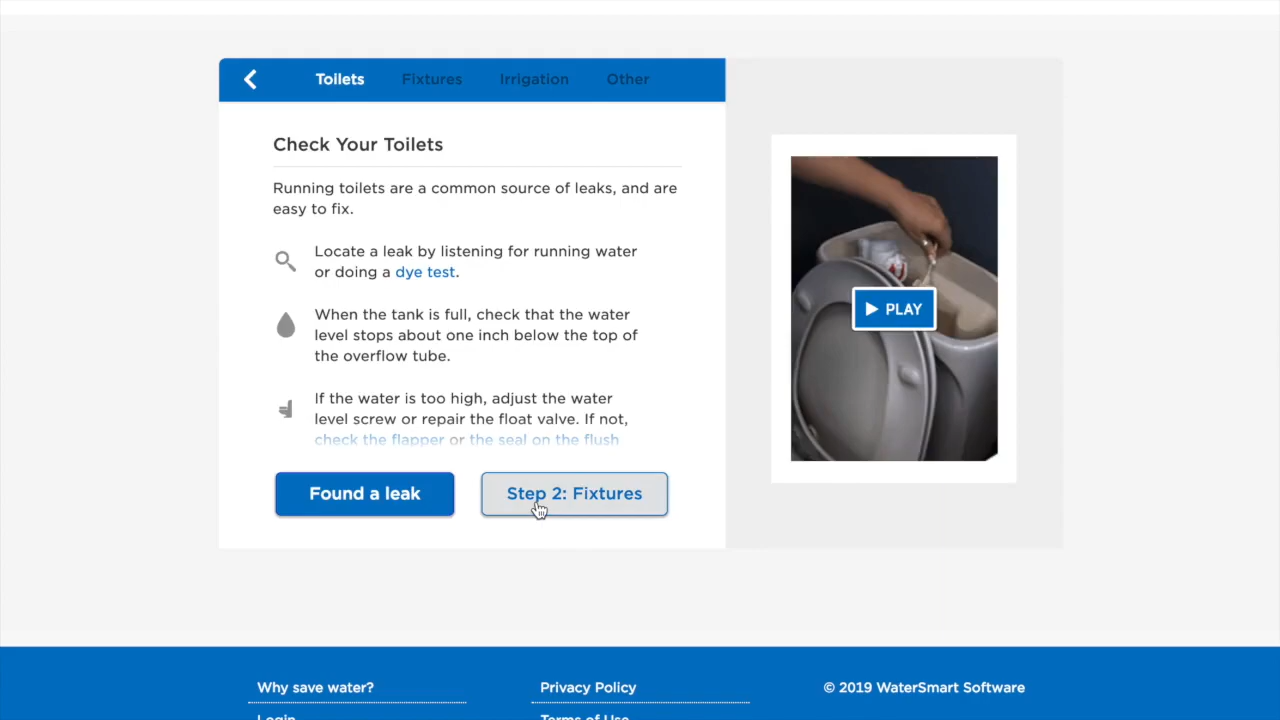 Toilets Fixtures Irrigation Other
Check Your Toilets
Running toilets are a common source of leaks, and are
easy to fix.
Locate a leak by listening for running water
or doing a dye test.
When the tank is full, check that the water
level stops about one inch below the top of
the overflow tube.
If the water is too high, adjust the water
level screw or repair the float valve. If not,
check the flapper or the seal on the flush
Found a leak
Step 2: Fixtures
PLAY
Why save water?
Login
Privacy Policy
Terms of Use
© 2019 WaterSmart Software